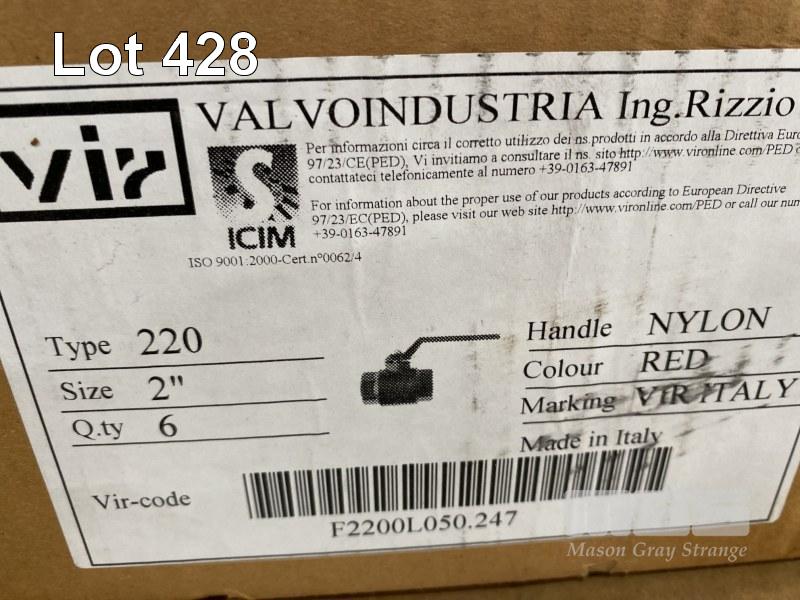 Lot 428
vir
VALVOINDUSTRIA Ing.Rizzio
Per informazioni circa il corretto utilizzo dei ns.prodotti in accordo alla Direttiva Euro
97/23/CE(PED), Vi invitiamo a consultare il ns. sito http://www.vironline.com/PED
contattateci telefonicamente al numero +39-0163-47891
For information about the proper use of our products according to European Directive
97/23/EC(PED), please visit our web site http://www.vironline.com/PED or call our num
+39-0163-47891
ICIM
ISO 9001:2000-Cert.n°0062/4
Type 220
Size 2"
Q.ty 6
Handle NYLON
Colour RED
Marking VIR ITALY
Made in Italy
Vir-code
F2200L050.247
Mason Gray Strange